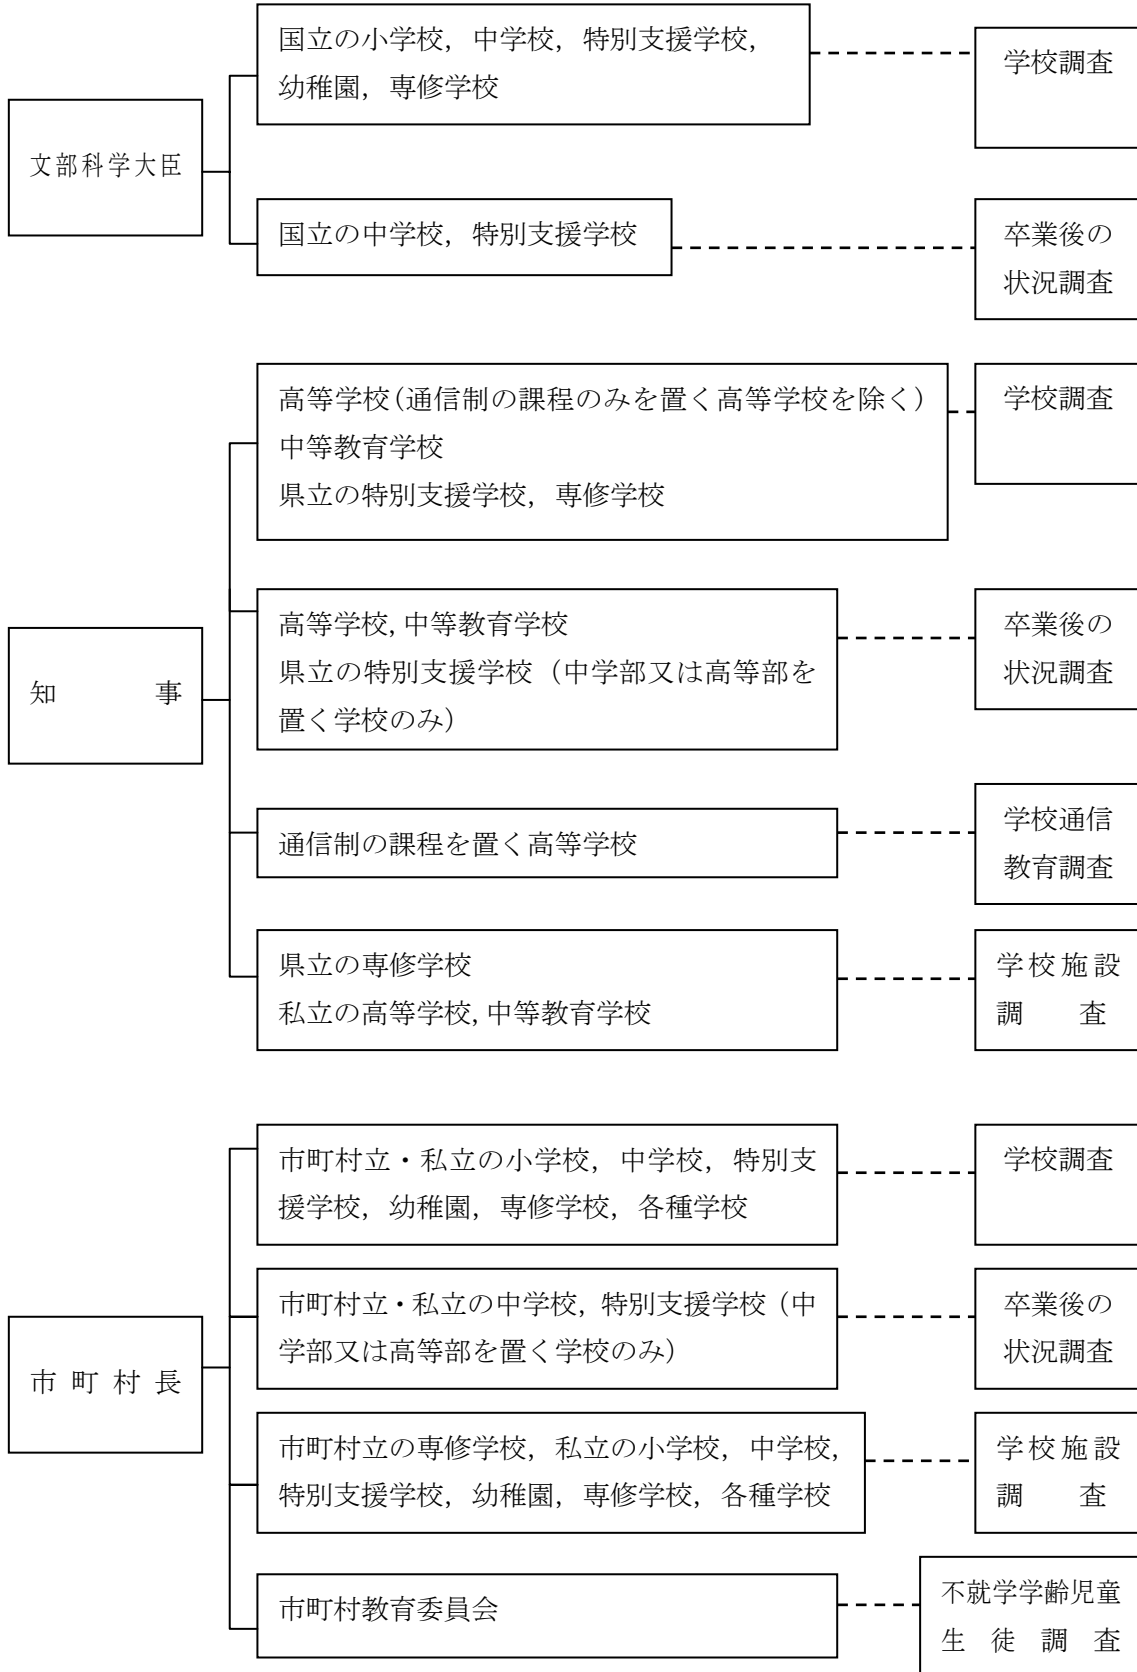 国立の小学校，中学校，特別支援学校，
幼稚園，専修学校
学校調査
文部科学大臣
国立の中学校，特別支援学校
卒業後の
状況調査
高等学校（通信制の課程のみを置く高等学校を除く）
中等教育学校
県立の特別支援学校，専修学校
学校調査
知　事
高等学校，中等教育学校
県立の特別支援学校（中学部又は高等部を
置く学校のみ）
卒業後の
状況調査
通信制の課程を置く高等学校
学校通信
教育調査
県立の専修学校
私立の高等学校，中等教育学校
学校施設
調　査
市町村立・私立の小学校，中学校，特別支
援学校，幼稚園，専修学校，各種学校
学校調査
市町村長
市町村立・私立の中学校，特別支援学校（中
学部又は高等部を置く学校のみ）
卒業後の
状況調査
市町村立の専修学校，私立の小学校，中学校，
特別支援学校，幼稚園，専修学校，各種学校
学校施設
調　査
市町村教育委員会
不就学学齢児童
生徒調査